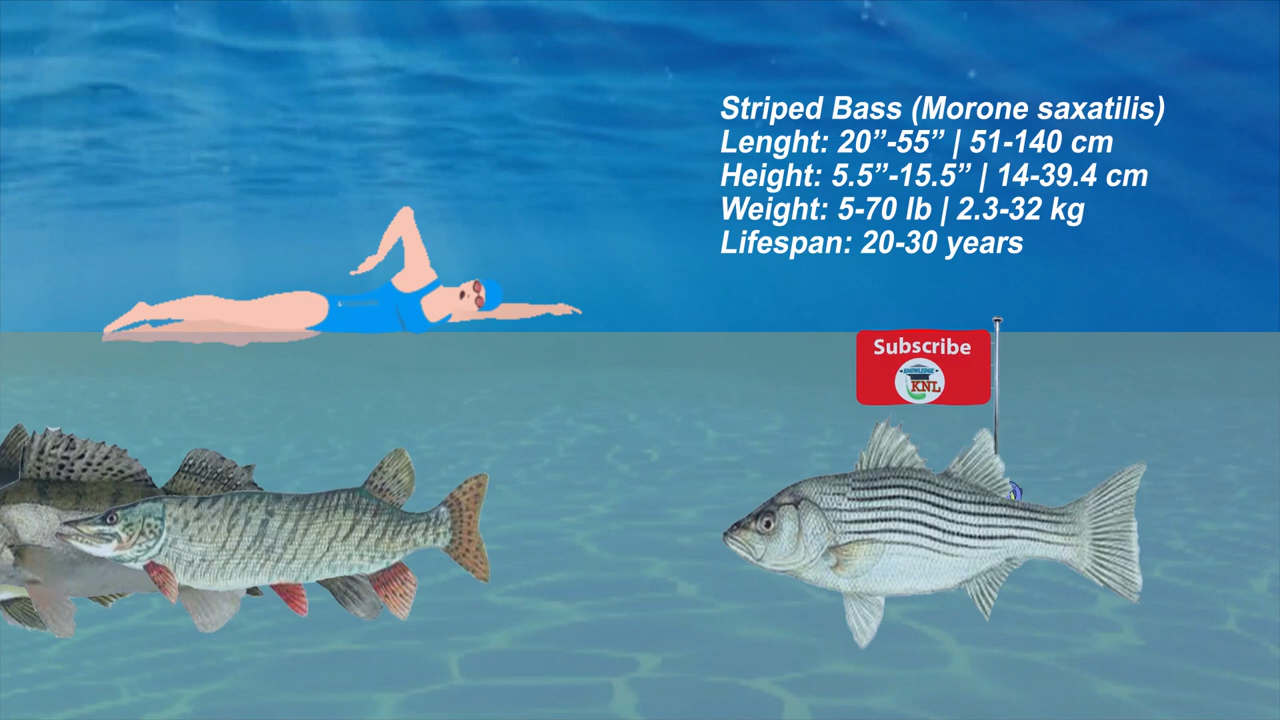 Striped Bass (Morone saxatilis)
Lenght: 20”-55” | 51-140 cm
Height: 5.5”-15.5” | 14-39.4 cm
Weight: 5-70 lb | 2.3-32 kg
Lifespan: 20-30 years
Subscribe
KNOWLEDGE
KNL